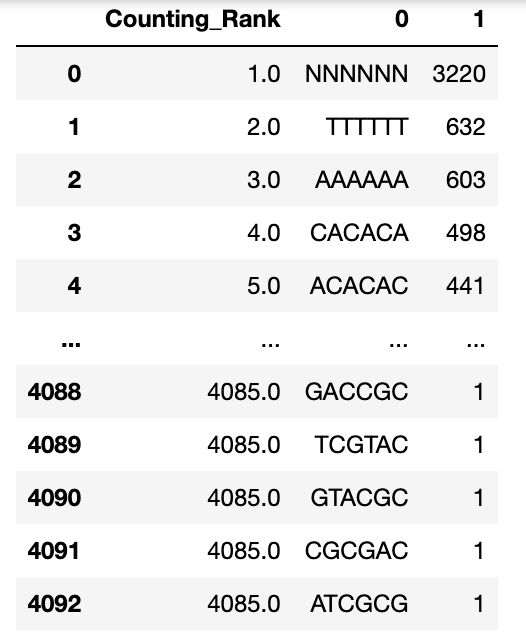 Counting_Rank 0 1
0 1.0 NNNNNN 3220
1 2.0 TTTTTT 632
2 3.0 AAAAAA 603
3 4.0 CACACA 498
4 5.0 ACACAC 441
... ... ... ...
4088 4085.0 GACCGC 1
4089 4085.0 TCGTAC 1
4090 4085.0 GTACGC 1
4091 4085.0 CGCGAC 1
4092 4085.0 ATCGCG 1